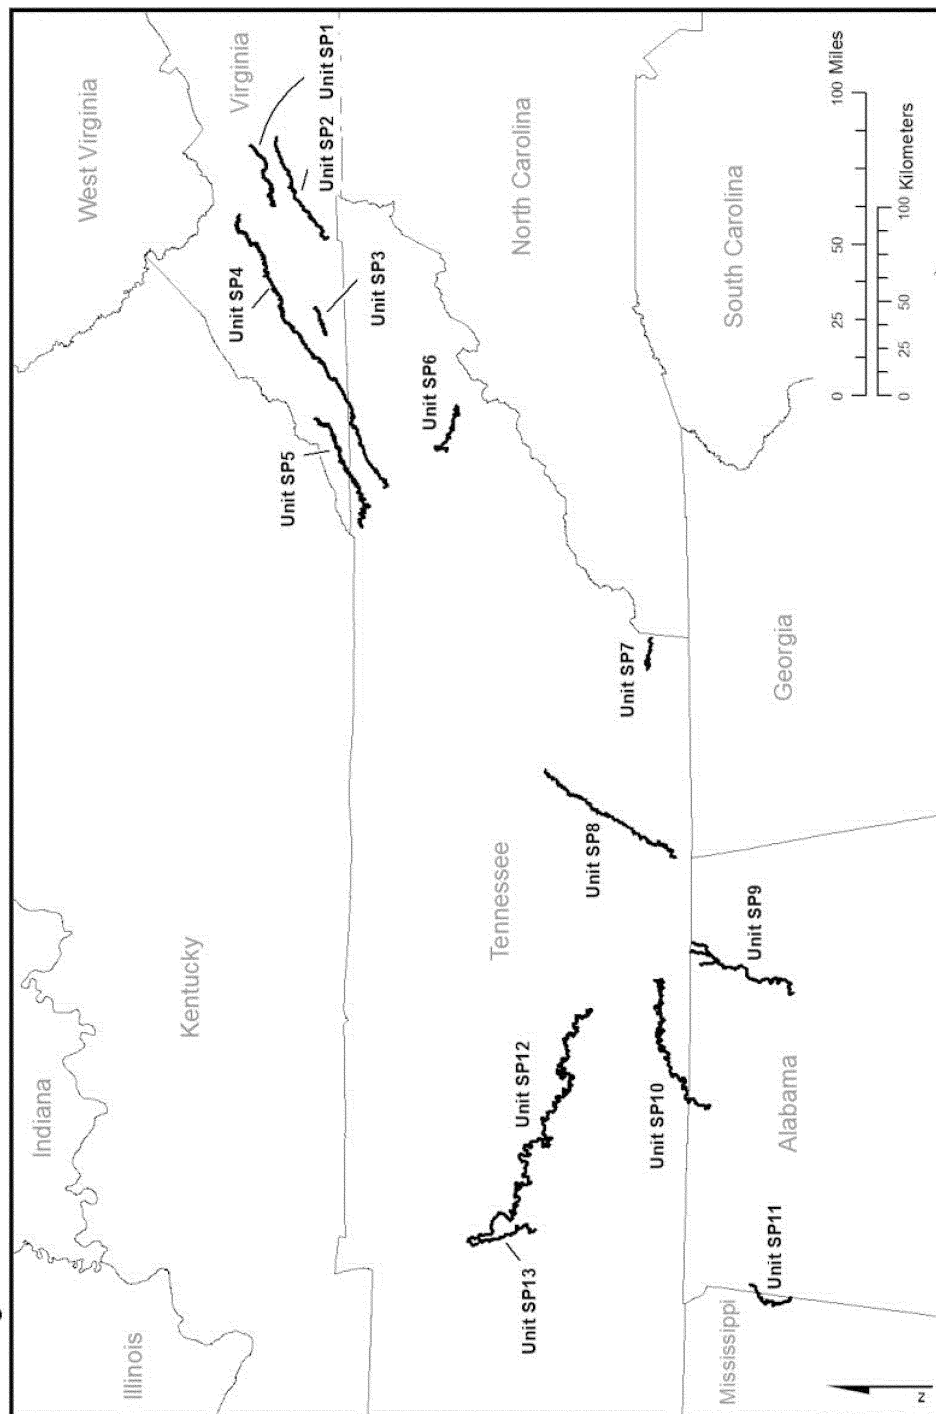 Indiana
West Virginia
Illinois
Kentucky
Unit SP4
Virginia
Unit SP5
Unit SP2
Unit SP1
Unit SP3
Unit SP6
Tennessee
Unit SP12
North Carolina
Unit SP13
Unit SP8
Unit SP7
Unit SP10
Mississippi
South Carolina
Unit SP9
Unit SP11
Alabama
Georgia
0 25 50 100 Miles
0 25 50 100 Kilometers
N